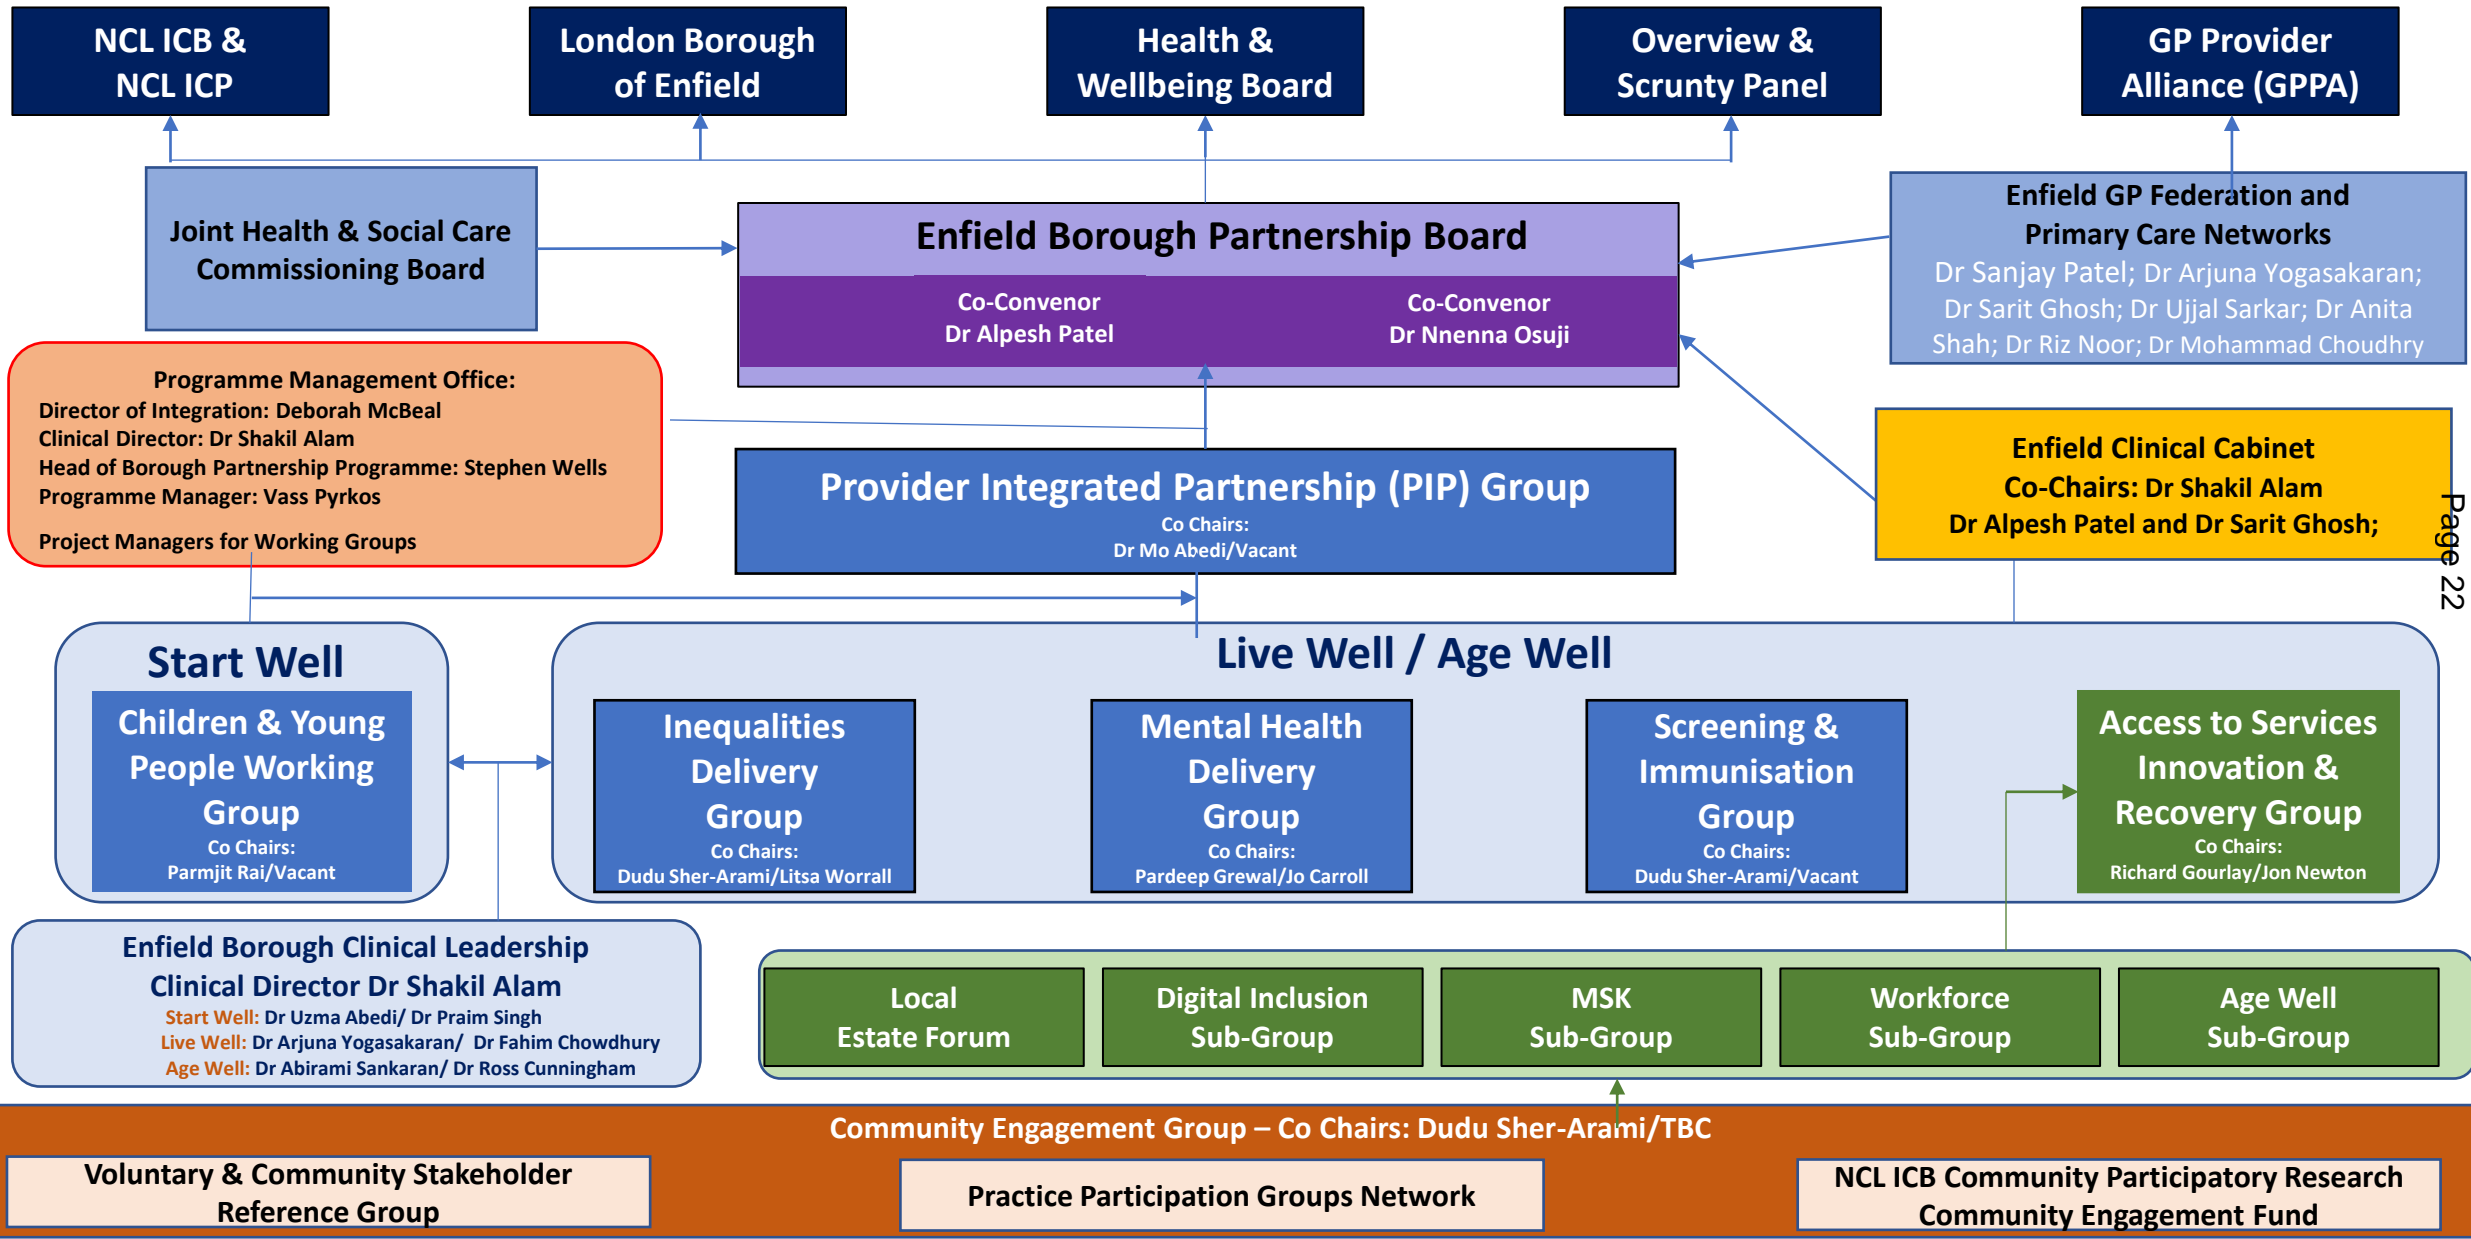 NCL ICB &
NCL ICP
London Borough
of Enfield
Health &
Wellbeing Board
Overview &
Scrunty Panel
GP Provider
Alliance (GPPA)
Joint Health & Social Care
Commissioning Board
Enfield Borough Partnership Board
Co-Convenor
Dr Alpesh Patel
Co-Convenor
Dr Nnenna Osuji
Enfield GP Federation and
Primary Care Networks
Dr Sanjay Patel; Dr Arjuna Yogasakaran;
Dr Sarit Ghosh; Dr Ujjal Sarkar; Dr Anita
Shah; Dr Riz Noor; Dr Mohammad Choudhry
Programme Management Office:
Director of Integration: Deborah McBeal
Clinical Director: Dr Shakil Alam
Head of Borough Partnership Programme: Stephen Wells
Programme Manager: Vass Pyrkos
Project Managers for Working Groups
Provider Integrated Partnership (PIP) Group
Co Chairs:
Dr Mo Abedi/Vacant
Enfield Clinical Cabinet
Co-Chairs: Dr Shakil Alam
Dr Alpesh Patel and Dr Sarit Ghosh;
Page 22
Start Well
Children & Young
People Working
Group
Co Chairs:
Parmjit Rai/Vacant
Live Well / Age Well
Inequalities
Delivery
Group
Co Chairs:
Dudu Sher-Arami/Litsa Worrall
Mental Health
Delivery
Group
Co Chairs:
Pardeep Grewal/Jo Carroll
Screening &
Immunisation
Group
Co Chairs:
Dudu Sher-Arami/Vacant
Access to Services
Innovation &
Recovery Group
Co Chairs:
Richard Gourlay/Jon Newton
Enfield Borough Clinical Leadership
Clinical Director Dr Shakil Alam
Start Well: Dr Uzma Abedi/ Dr Praim Singh
Live Well: Dr Arjuna Yogasakaran/ Dr Fahim Chowdhury
Age Well: Dr Abirami Sankaran/ Dr Ross Cunningham
Local
Estate Forum
Digital Inclusion
Sub-Group
MSK
Sub-Group
Workforce
Sub-Group
Age Well
Sub-Group
Community Engagement Group – Co Chairs: Dudu Sher-Arami/TBC
Voluntary & Community Stakeholder
Reference Group
Practice Participation Groups Network
NCL ICB Community Participatory Research
Community Engagement Fund